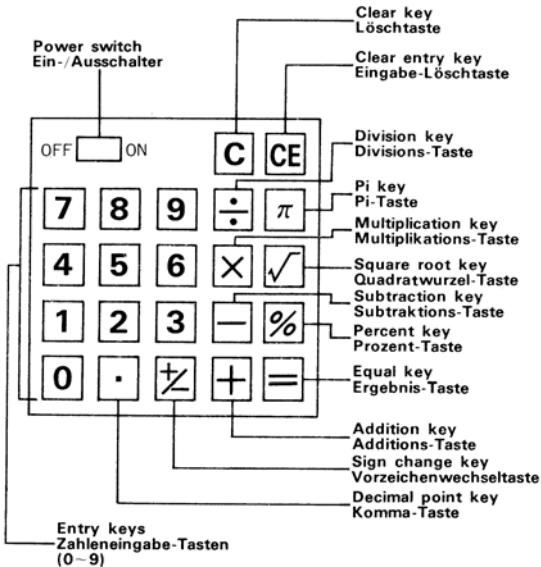 Clear key
Löschtaste
Power switch
Ein-/Ausschalter
Clear entry key
Eingabe-Löschtaste
OFF ON C CE
Division key
Divisions-Taste
7 8 9 ÷ π
Pi key
Pi-Taste
Multiplication key
Multiplikations-Taste
4 5 6 × √
Square root key
Quadratwurzel-Taste
Subtraction key
Subtraktions-Taste
1 2 3 − %
Percent key
Prozent-Taste
0 · +/− + =
Equal key
Ergebnis-Taste
Addition key
Additions-Taste
Sign change key
Vorzeichenwechseltaste
Decimal point key
Komma-Taste
Entry keys
Zahleneingabe-Tasten
(0~9)